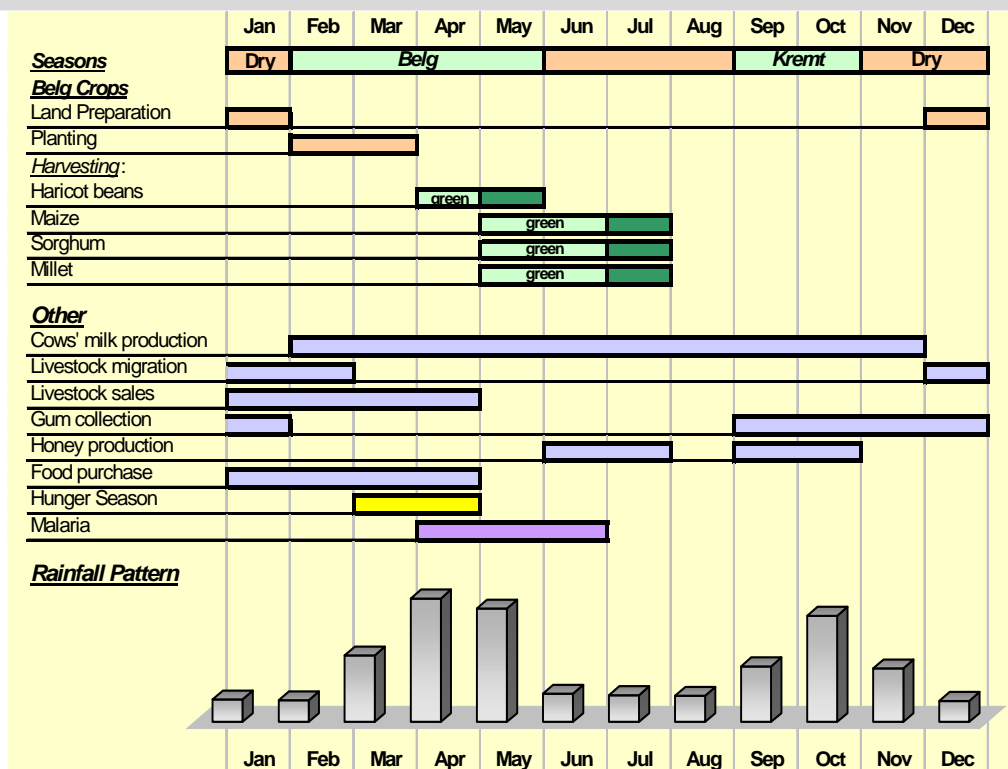 Jan Feb Mar Apr May Jun Jul Aug Sep Oct Nov Dec
Seasons Dry Belg Kremt Dry
Belg Crops
Land Preparation
Planting
Harvesting:
Haricot beans green
Maize green
Sorghum green
Millet green
Other
Cows' milk production
Livestock migration
Livestock sales
Gum collection
Honey production
Food purchase
Hunger Season
Malaria
Rainfall Pattern
Jan Feb Mar Apr May Jun Jul Aug Sep Oct Nov Dec